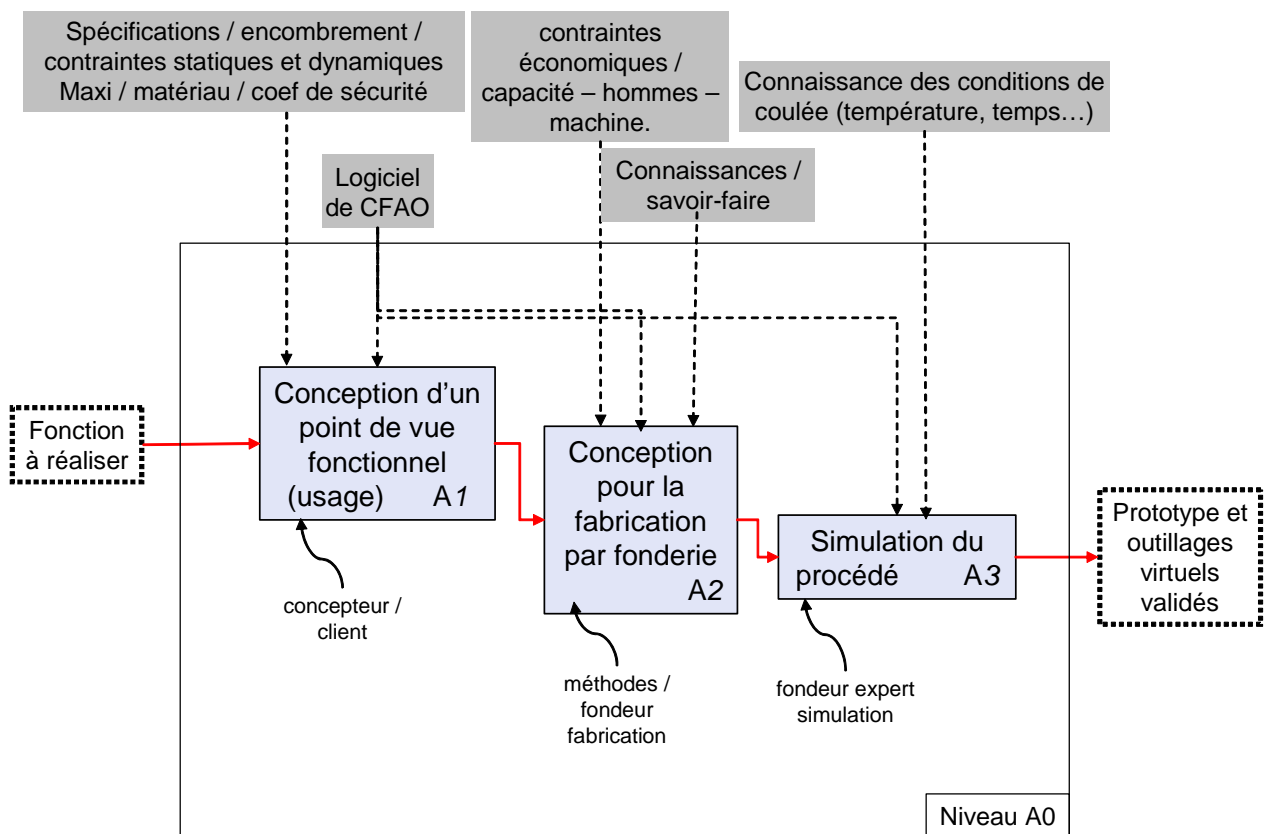 Spécifications / encombrement /
contraintes statiques et dynamiques
Maxi / matériau / coef de sécurité
contraintes
économiques /
capacité – hommes –
machine.
Connaissance des conditions de
coulée (température, temps…)
Logiciel
de CFAO
Connaissances /
savoir-faire
Fonction
à réaliser
Conception d’un
point de vue
fonctionnel
(usage) A1
Conception
pour la
fabrication
par fonderie
A2
Simulation du
procédé A3
Prototype et
outillages
virtuels
validés
concepteur /
client
méthodes /
fondeur
fabrication
fondeur expert
simulation
Niveau A0